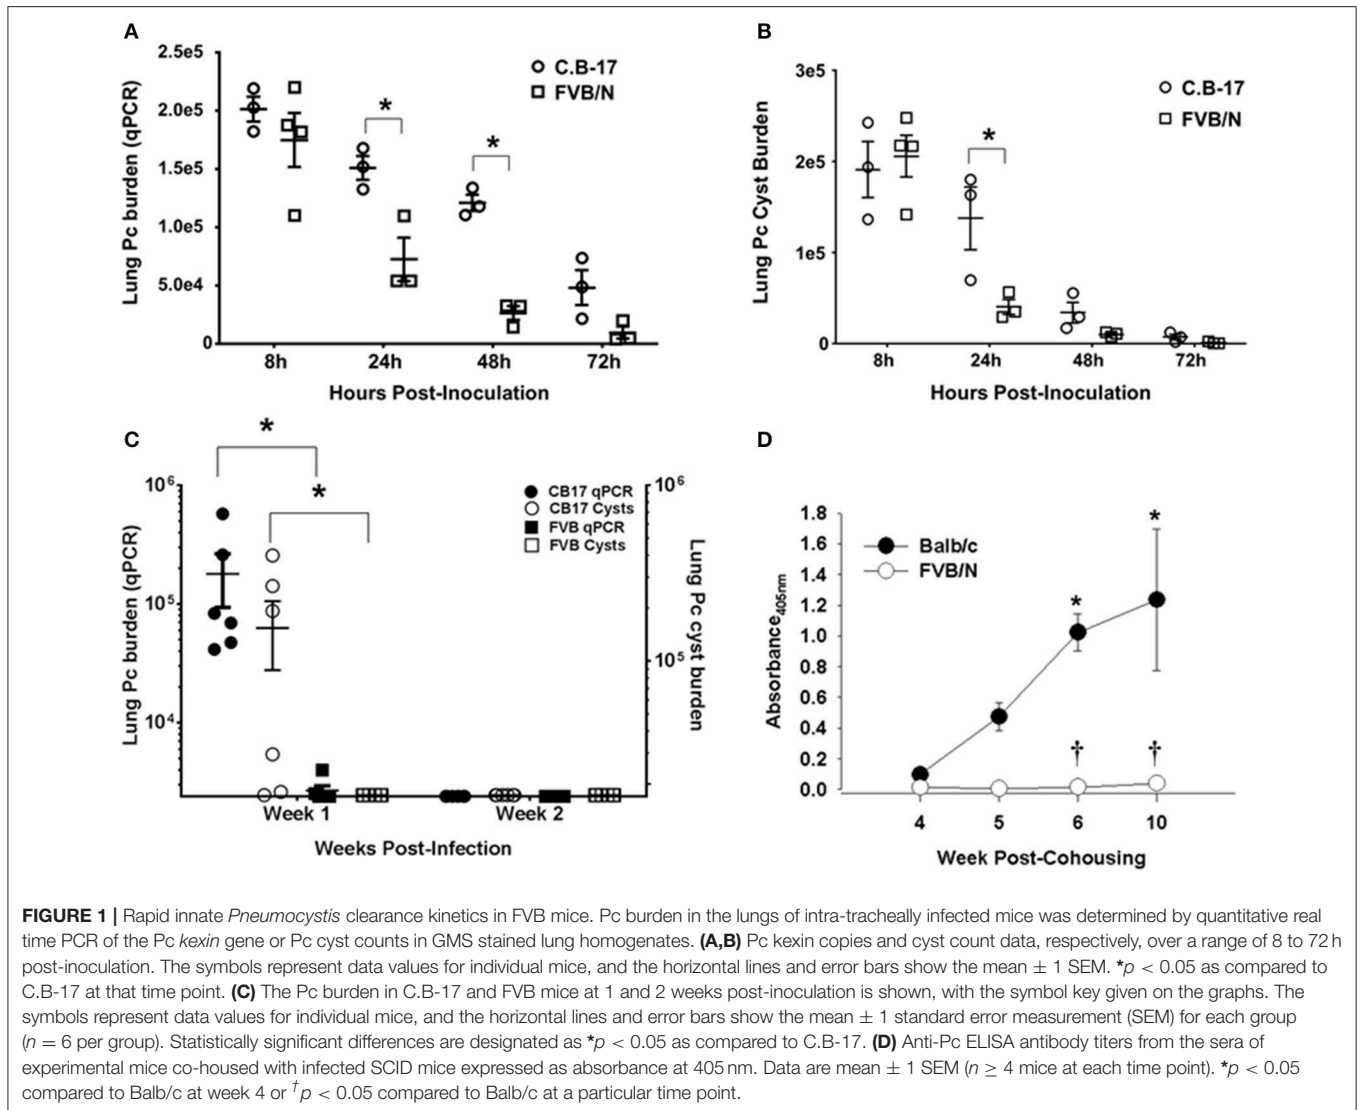 A
2.5e5
2.0e5
1.5e5
1.0e5
5.0e4
0
Lung Pc burden (qPCR)
C.B-17
FVB/N
*
*
8h 24h 48h 72h
Hours Post-Inoculation
B
3e5
2e5
1e5
0
Lung Pc Cyst Burden
C.B-17
FVB/N
*
8h 24h 48h 72h
Hours Post-Inoculation
C
*
*
10⁶
10⁵
10⁴
Lung Pc burden (qPCR)
CB17 qPCR
CB17 Cysts
FVB qPCR
FVB Cysts
10⁶
10⁵
Lung Pc cyst burden
Week 1 Week 2
Weeks Post-Infection
D
1.8
1.6
1.4
1.2
1.0
0.8
0.6
0.4
0.2
0.0
Absorbance405nm
Balb/c
FVB/N
*
*
† †
4 5 6 10
Week Post-Cohousing
FIGURE 1 | Rapid innate Pneumocystis clearance kinetics in FVB mice. Pc burden in the lungs of intra-tracheally infected mice was determined by quantitative real
time PCR of the Pc kexin gene or Pc cyst counts in GMS stained lung homogenates. (A,B) Pc kexin copies and cyst count data, respectively, over a range of 8 to 72 h
post-inoculation. The symbols represent data values for individual mice, and the horizontal lines and error bars show the mean ± 1 SEM. *p < 0.05 as compared to
C.B-17 at that time point. (C) The Pc burden in C.B-17 and FVB mice at 1 and 2 weeks post-inoculation is shown, with the symbol key given on the graphs. The
symbols represent data values for individual mice, and the horizontal lines and error bars show the mean ± 1 standard error measurement (SEM) for each group
(n = 6 per group). Statistically significant differences are designated as *p < 0.05 as compared to C.B-17. (D) Anti-Pc ELISA antibody titers from the sera of
experimental mice co-housed with infected SCID mice expressed as absorbance at 405 nm. Data are mean ± 1 SEM (n ≥ 4 mice at each time point). *p < 0.05
compared to Balb/c at week 4 or †p < 0.05 compared to Balb/c at a particular time point.